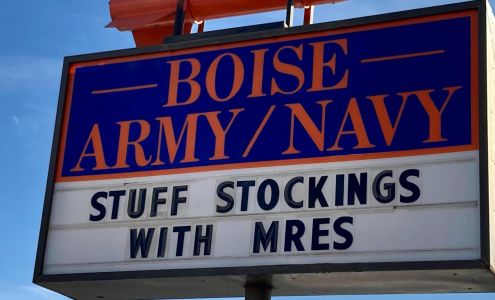 BOISE
ARMY/NAVY
STUFF STOCKINGS
WITH MRES